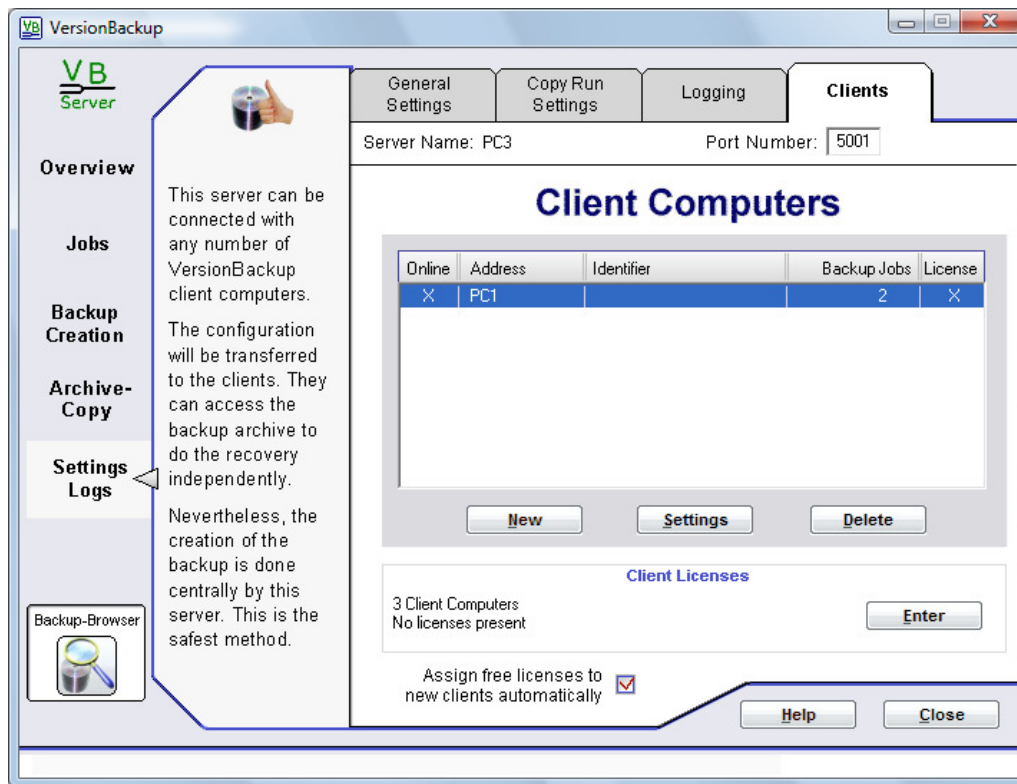 VB VersionBackup
VB
Server
Overview
Jobs
Backup
Creation
Archive-
Copy
Settings
Logs
Backup-Browser
This server can be
connected with
any number of
VersionBackup
client computers.
The configuration
will be transferred
to the clients. They
can access the
backup archive to
do the recovery
independently.
Nevertheless, the
creation of the
backup is done
centrally by this
server. This is the
safest method.
General
Settings
Copy Run
Settings
Logging
Clients
Server Name: PC3 Port Number: 5001
Client Computers
Online Address Identifier Backup Jobs License
X PC1 2 X
New Settings Delete
Client Licenses
3 Client Computers
No licenses present
Enter
Assign free licenses to
new clients automatically
Help Close